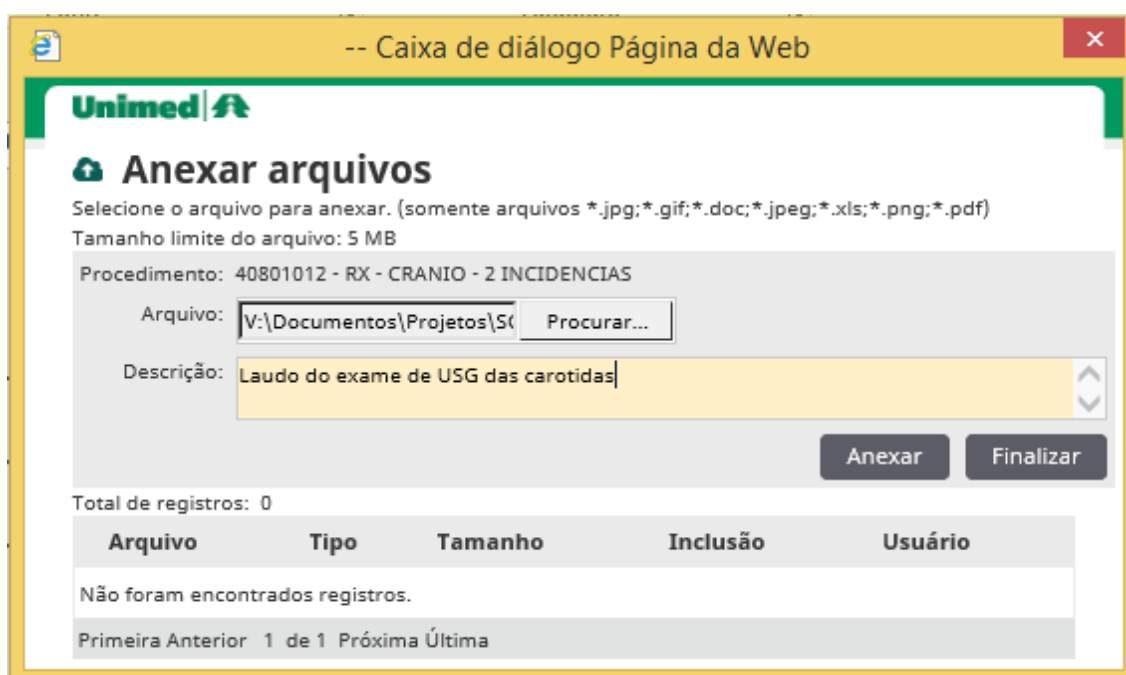 -- Caixa de diálogo Página da Web
Unimed
Anexar arquivos
Selecione o arquivo para anexar. (somente arquivos *.jpg;*.gif;*.doc;*.jpeg;*.xls;*.png;*.pdf)
Tamanho limite do arquivo: 5 MB
Procedimento: 40801012 - RX - CRANIO - 2 INCIDENCIAS
Arquivo: V:\Documentos\Projetos\S Procurar...
Descrição: Laudo do exame de USG das carotidas
Anexar Finalizar
Total de registros: 0
Arquivo Tipo Tamanho Inclusão Usuário
Não foram encontrados registros.
Primeira Anterior 1 de 1 Próxima Última